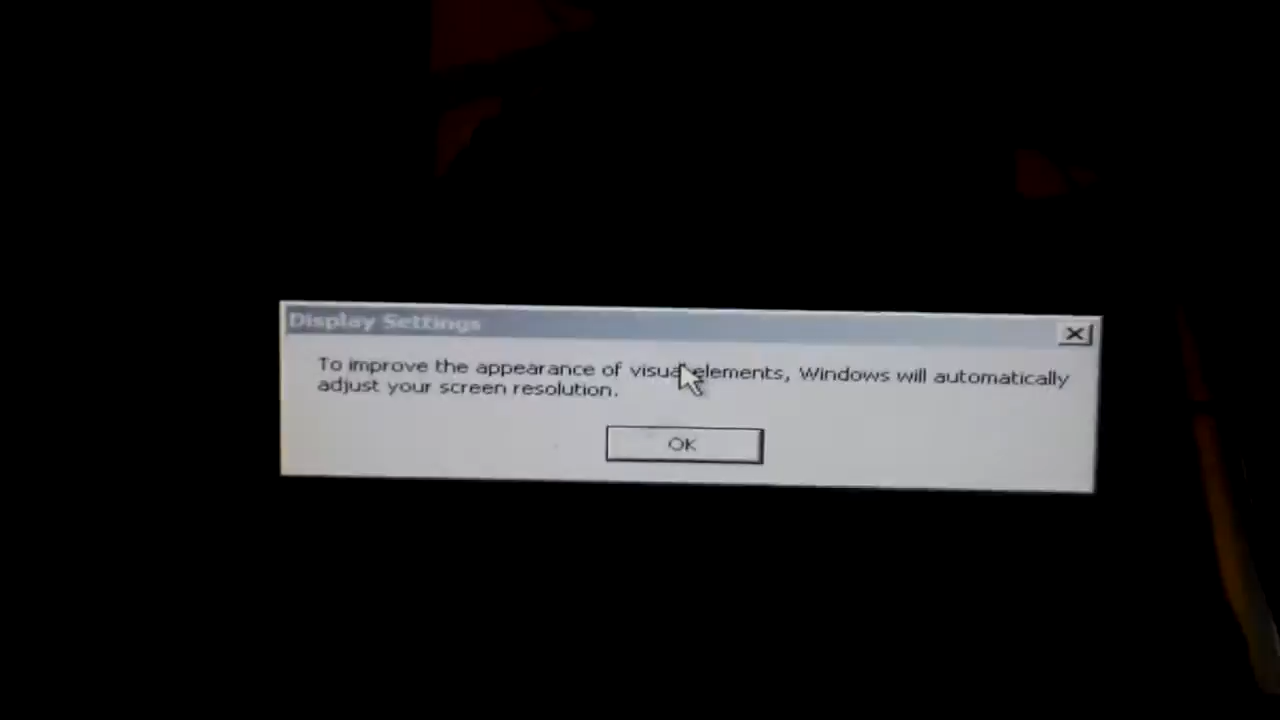 Display Settings
To improve the appearance of visual elements, Windows will automatically
adjust your screen resolution.
OK